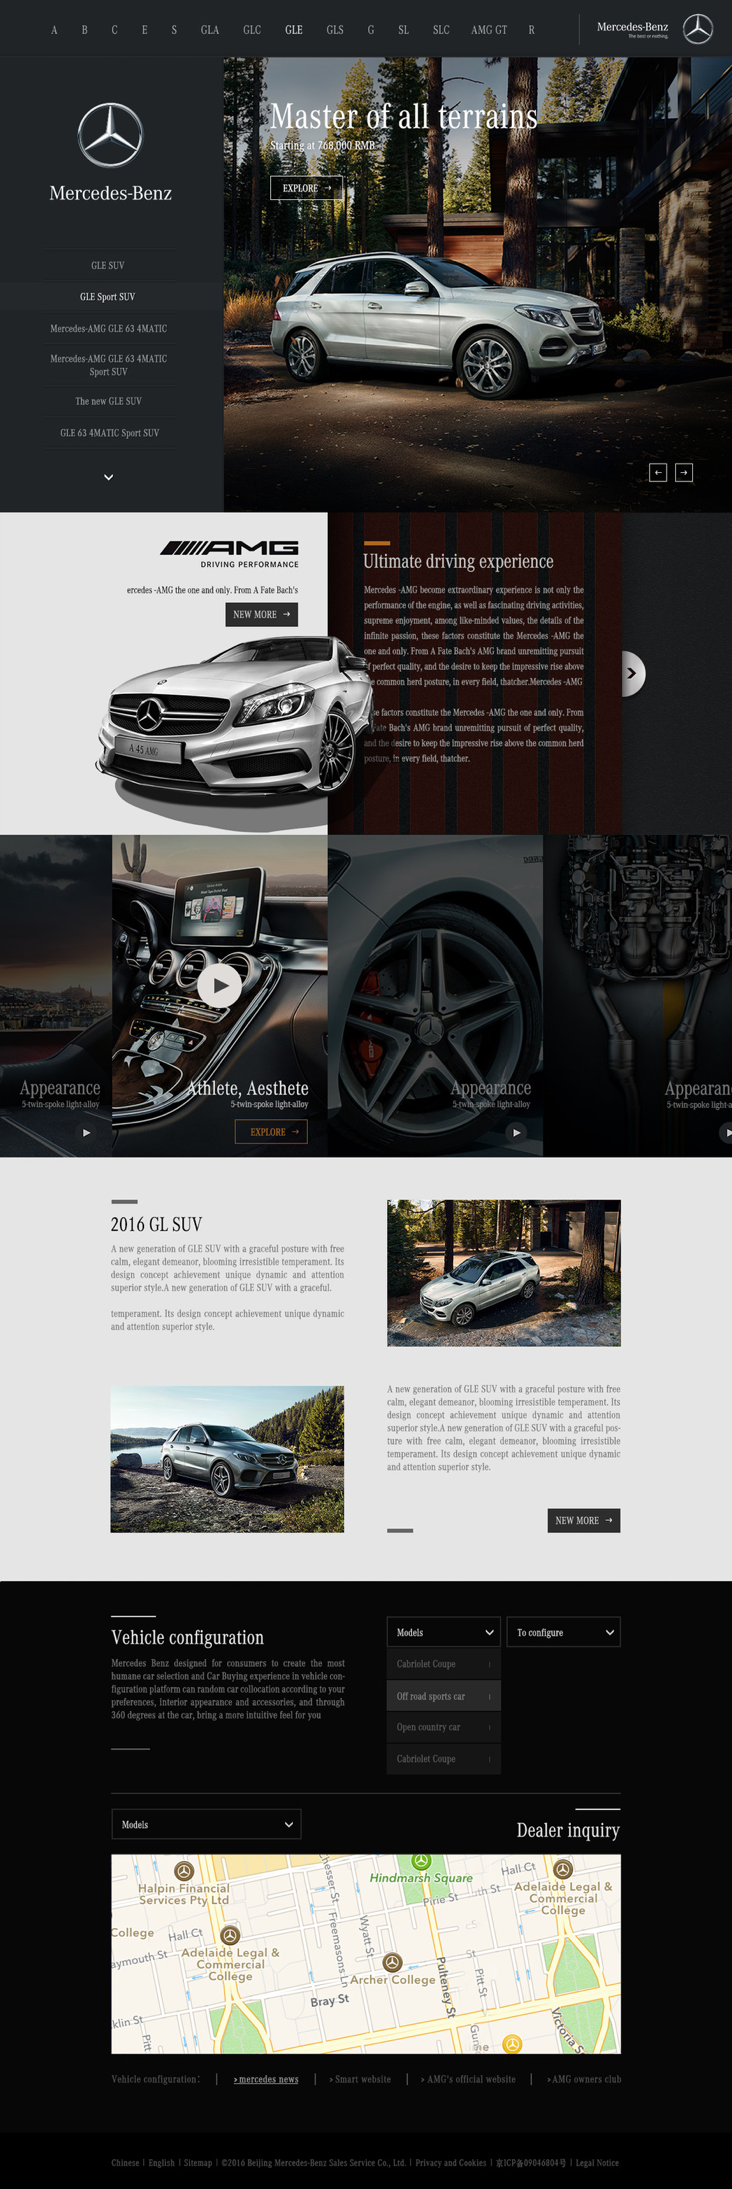 A B C E S GLA GLC GLE GLS G SL SLC AMG GT R
Mercedes-Benz
The best or nothing.
Mercedes-Benz
GLE SUV
GLE Sport SUV
Mercedes-AMG GLE 63 4MATIC
Mercedes-AMG GLE 63 4MATIC
Sport SUV
The new GLE SUV
GLE 63 4MATIC Sport SUV
Master of all terrains
Starting at 768,000 RMB
EXPLORE →
AMG
DRIVING PERFORMANCE
ercedes -AMG the one and only. From A Fate Bach's
NEW MORE →
A 45 AMG
Ultimate driving experience
Mercedes -AMG become extraordinary experience is not only the
performance of the engine, as well as fascinating driving activities,
supreme enjoyment, among like-minded values, the details of the
infinite passion, these factors constitute the Mercedes -AMG the
one and only. From A Fate Bach's AMG brand unremitting pursuit
of perfect quality, and the desire to keep the impressive rise above
e common herd posture, in every field, thatcher.Mercedes -AMG
se factors constitute the Mercedes -AMG the one and only. From
Fate Bach's AMG brand unremitting pursuit of perfect quality,
and the desire to keep the impressive rise above the common herd
posture, in every field, thatcher.
Appearance
5-twin-spoke light-alloy
Athlete, Aesthete
5-twin-spoke light-alloy
EXPLORE →
Appearance
5-twin-spoke light-alloy
Appearan
5-twin-spoke light-a
2016 GL SUV
A new generation of GLE SUV with a graceful posture with free
calm, elegant demeanor, blooming irresistible temperament. Its
design concept achievement unique dynamic and attention
superior style.A new generation of GLE SUV with a graceful.
temperament. Its design concept achievement unique dynamic
and attention superior style.
A new generation of GLE SUV with a graceful posture with free
calm, elegant demeanor, blooming irresistible temperament. Its
design concept achievement unique dynamic and attention
superior style.A new generation of GLE SUV with a graceful pos-
ture with free calm, elegant demeanor, blooming irresistible
temperament. Its design concept achievement unique dynamic
and attention superior style.
NEW MORE →
Vehicle configuration
Mercedes Benz designed for consumers to create the most
humane car selection and Car Buying experience in vehicle con-
figuration platform can random car collocation according to your
preferences, interior appearance and accessories, and through
360 degrees at the car, bring a more intuitive feel for you
Models
To configure
Cabriolet Coupe
Off road sports car
Open country car
Cabriolet Coupe
Models
Dealer inquiry
Halpin Financial
Services Pty Ltd
Hindmarsh Square
Hall Ct
Adelaide Legal &
Commercial
College
Pirie St
College
Hall Ct
aymouth St
Adelaide Legal &
Commercial
College
Chesser St
Freemasons Ln
Wyatt St
Archer College
Pulteney St
Pitt St
Bray St
klin St
Pitt
Victoria S
Vehicle configuration: | >mercedes news | > Smart website | > AMG's official website | >AMG owners club
Chinese | English | Sitemap | ©2016 Beijing Mercedes-Benz Sales Service Co., Ltd. | Privacy and Cookies | 京ICP备09046804号 | Legal Notice